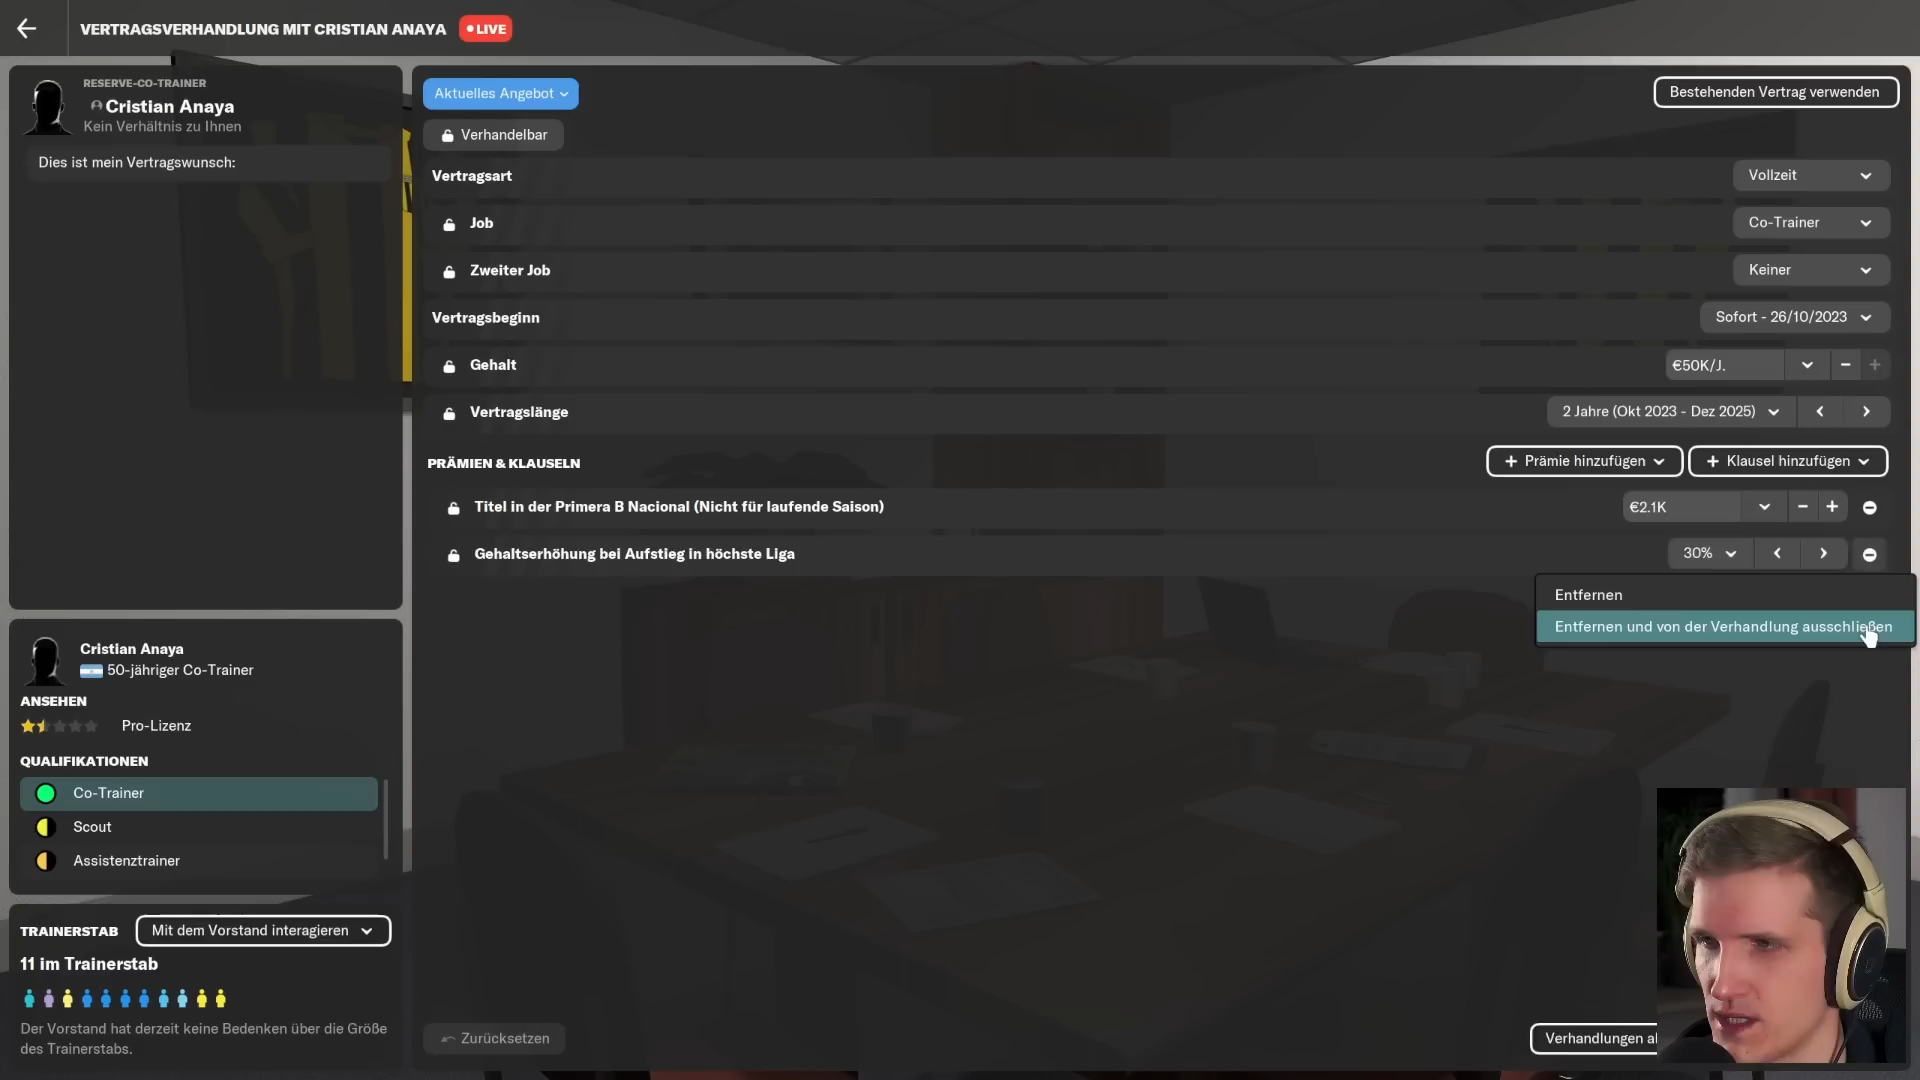 VERTRAGSVERHANDLUNG MIT CRISTIAN ANAYA
LIVE
RESERVE-CO-TRAINER
Cristian Anaya
Kein Verhältnis zu Ihnen
Dies ist mein Vertragswunsch:
Aktuelles Angebot
Bestehenden Vertrag verwenden
Verhandelbar
Vertragsart
Vollzeit
Job
Co-Trainer
Zweiter Job
Keiner
Vertragsbeginn
Sofort - 26/10/2023
Gehalt
€50K/J.
Vertragslänge
2 Jahre (Okt 2023 - Dez 2025)
PRÄMIEN & KLAUSELN
+ Prämie hinzufügen
+ Klausel hinzufügen
Titel in der Primera B Nacional (Nicht für laufende Saison)
€2.1K
Gehaltserhöhung bei Aufstieg in höchste Liga
30%
Entfernen
Entfernen und von der Verhandlung ausschließen
Cristian Anaya
50-jähriger Co-Trainer
ANSEHEN
Pro-Lizenz
QUALIFIKATIONEN
Co-Trainer
Scout
Assistenztrainer
TRAINERSTAB
Mit dem Vorstand interagieren
11 im Trainerstab
Der Vorstand hat derzeit keine Bedenken über die Größe
des Trainerstabs.
Zurücksetzen
Verhandlungen